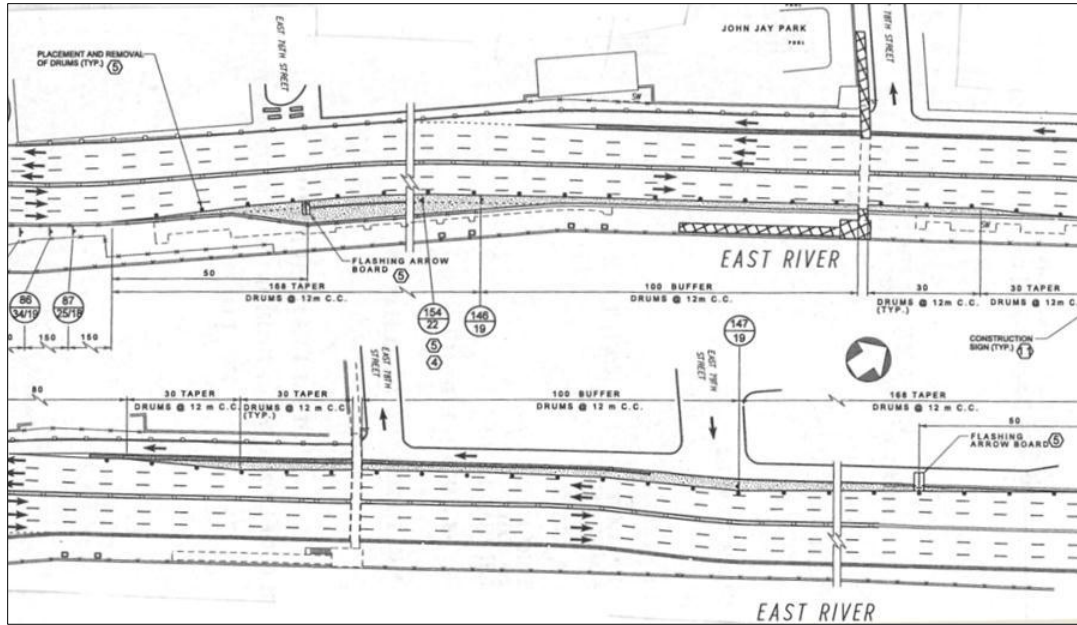 EAST 76TH STREET
JOHN JAY PARK
EAST 78TH STREET
PLACEMENT AND REMOVAL
OF DRUMS (TYP.) 5
SW
SW
FLASHING ARROW
BOARD 5
EAST RIVER
50
168 TAPER
DRUMS @ 12m C.C.
100 BUFFER
DRUMS @ 12m C.C.
30
DRUMS @ 12m C.C.
(TYP.)
30 TAPER
DRUMS @ 12m C.C.
86
34/19
87
25/18
150
150
154
22
5
4
146
19
147
19
CONSTRUCTION
SIGN (TYP.)
EAST 78TH
STREET
EAST 79TH
STREET
80
30 TAPER
DRUMS @ 12 m C.C.
30 TAPER
DRUMS @ 12 m C.C.
(TYP.)
100 BUFFER
DRUMS @ 12 m C.C.
168 TAPER
DRUMS @ 12 m C.C.
50
FLASHING
ARROW BOARD 5
EAST RIVER